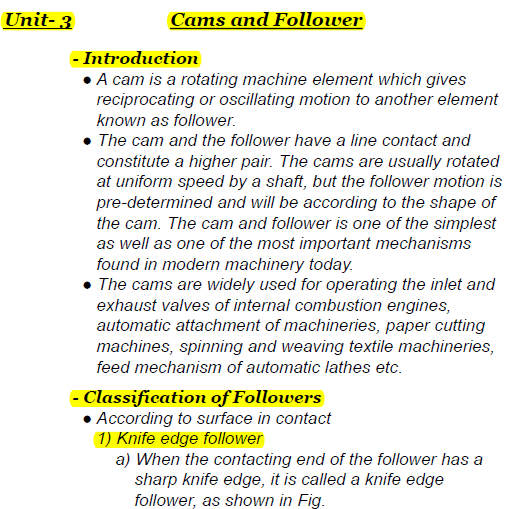 Unit- 3 Cams and Follower
- Introduction
● A cam is a rotating machine element which gives
reciprocating or oscillating motion to another element
known as follower.
● The cam and the follower have a line contact and
constitute a higher pair. The cams are usually rotated
at uniform speed by a shaft, but the follower motion is
pre-determined and will be according to the shape of
the cam. The cam and follower is one of the simplest
as well as one of the most important mechanisms
found in modern machinery today.
● The cams are widely used for operating the inlet and
exhaust valves of internal combustion engines,
automatic attachment of machineries, paper cutting
machines, spinning and weaving textile machineries,
feed mechanism of automatic lathes etc.
- Classification of Followers
● According to surface in contact
1) Knife edge follower
a) When the contacting end of the follower has a
sharp knife edge, it is called a knife edge
follower, as shown in Fig.